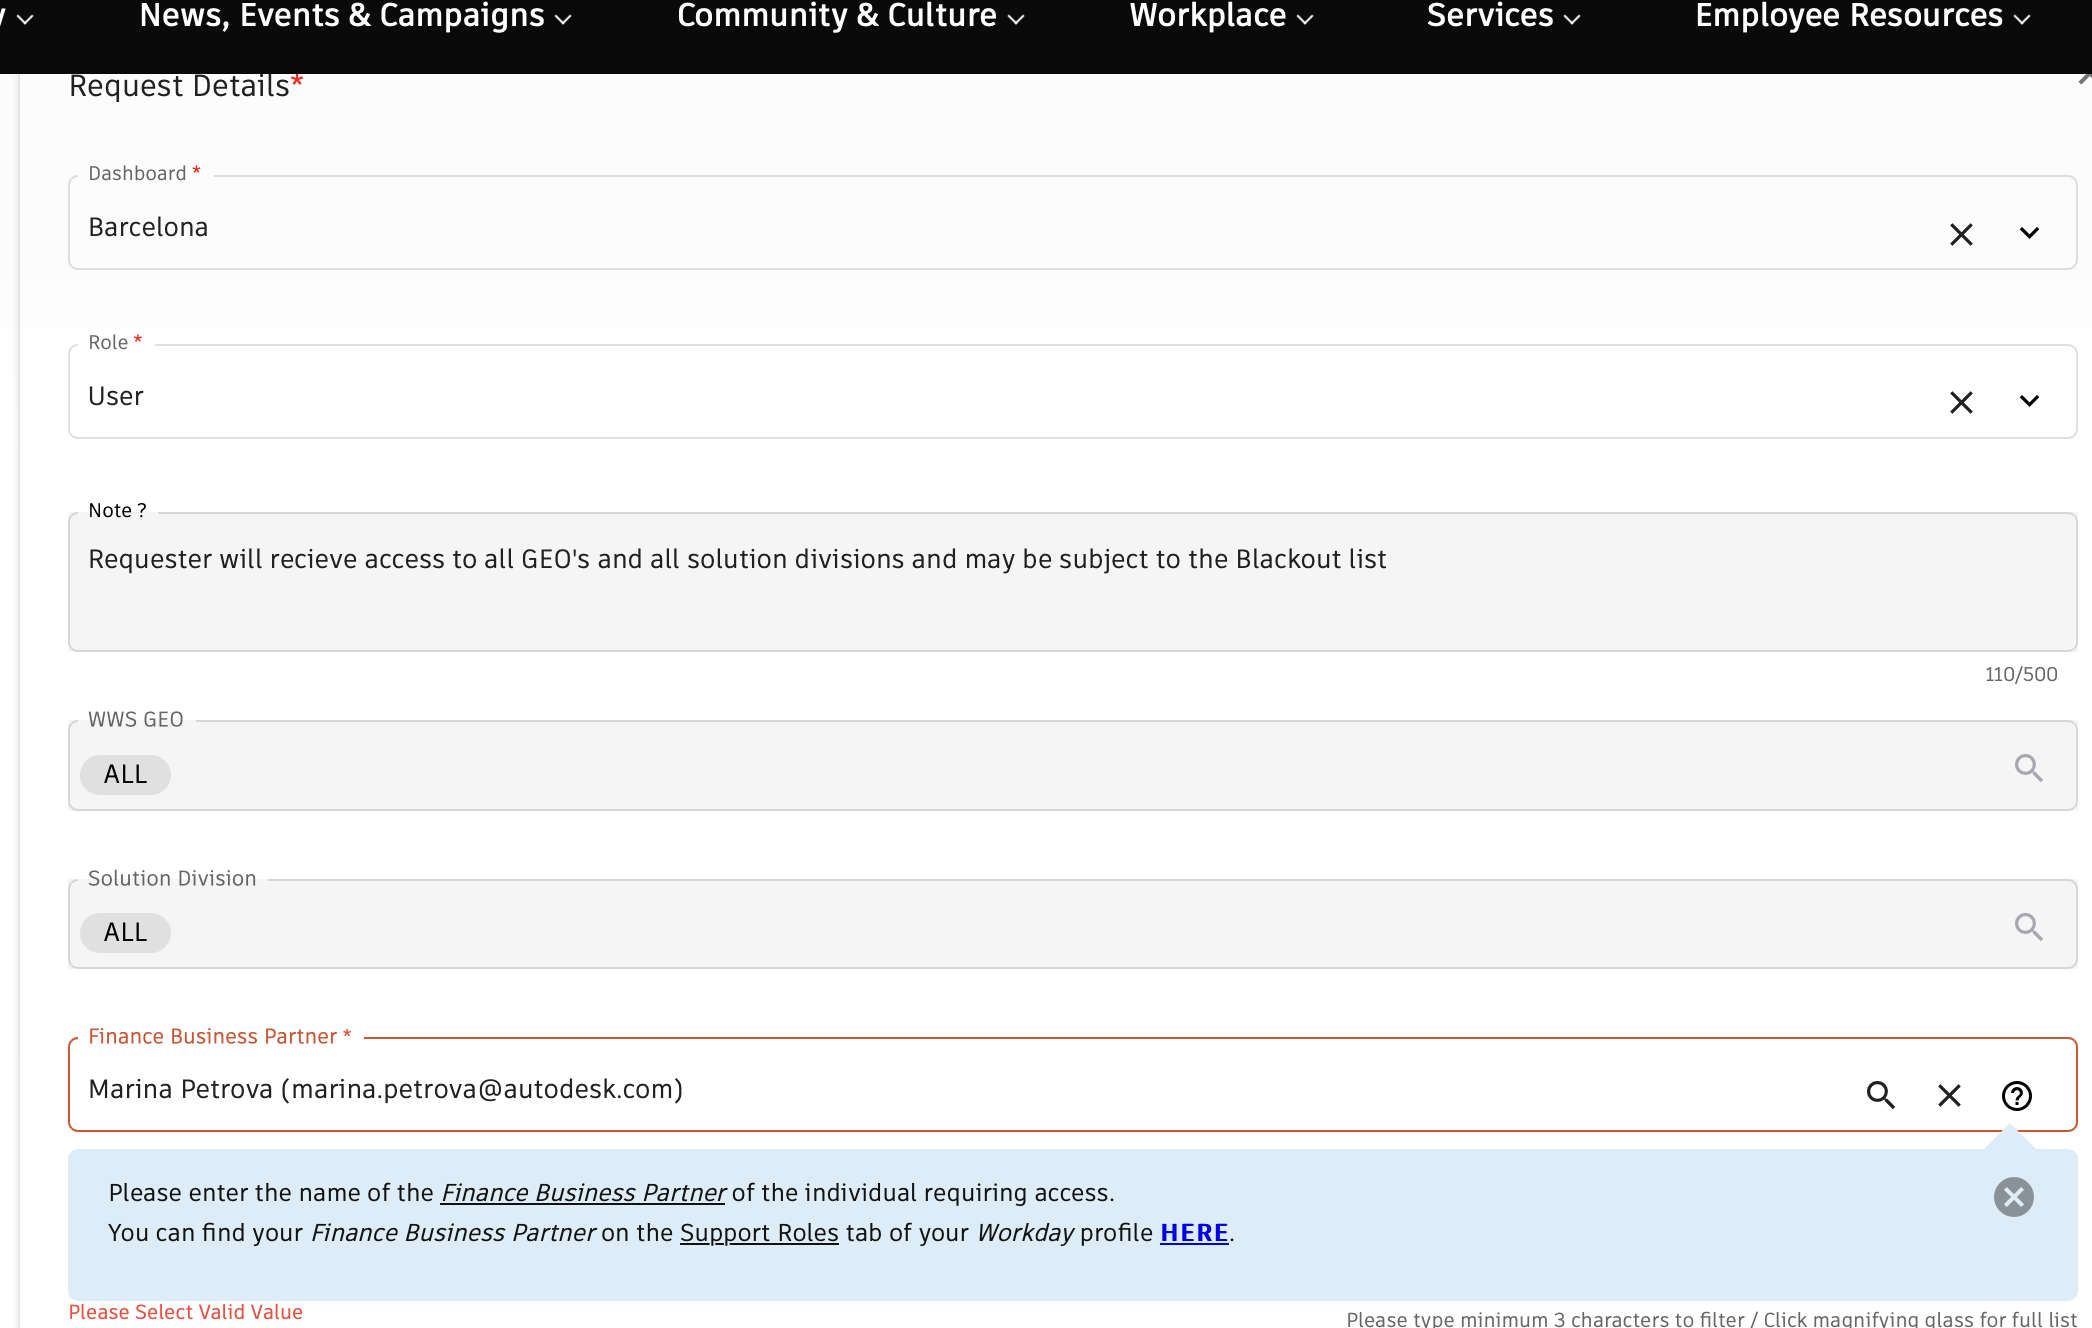 News, Events & Campaigns
Community & Culture
Workplace
Services
Employee Resources
Request Details*
Dashboard *
Barcelona
Role *
User
Note ?
Requester will recieve access to all GEO's and all solution divisions and may be subject to the Blackout list
110/500
WWS GEO
ALL
Solution Division
ALL
Finance Business Partner *
Marina Petrova (marina.petrova@autodesk.com)
Please enter the name of the Finance Business Partner of the individual requiring access.
You can find your Finance Business Partner on the Support Roles tab of your Workday profile HERE.
Please Select Valid Value
Please type minimum 3 characters to filter / Click magnifying glass for full list